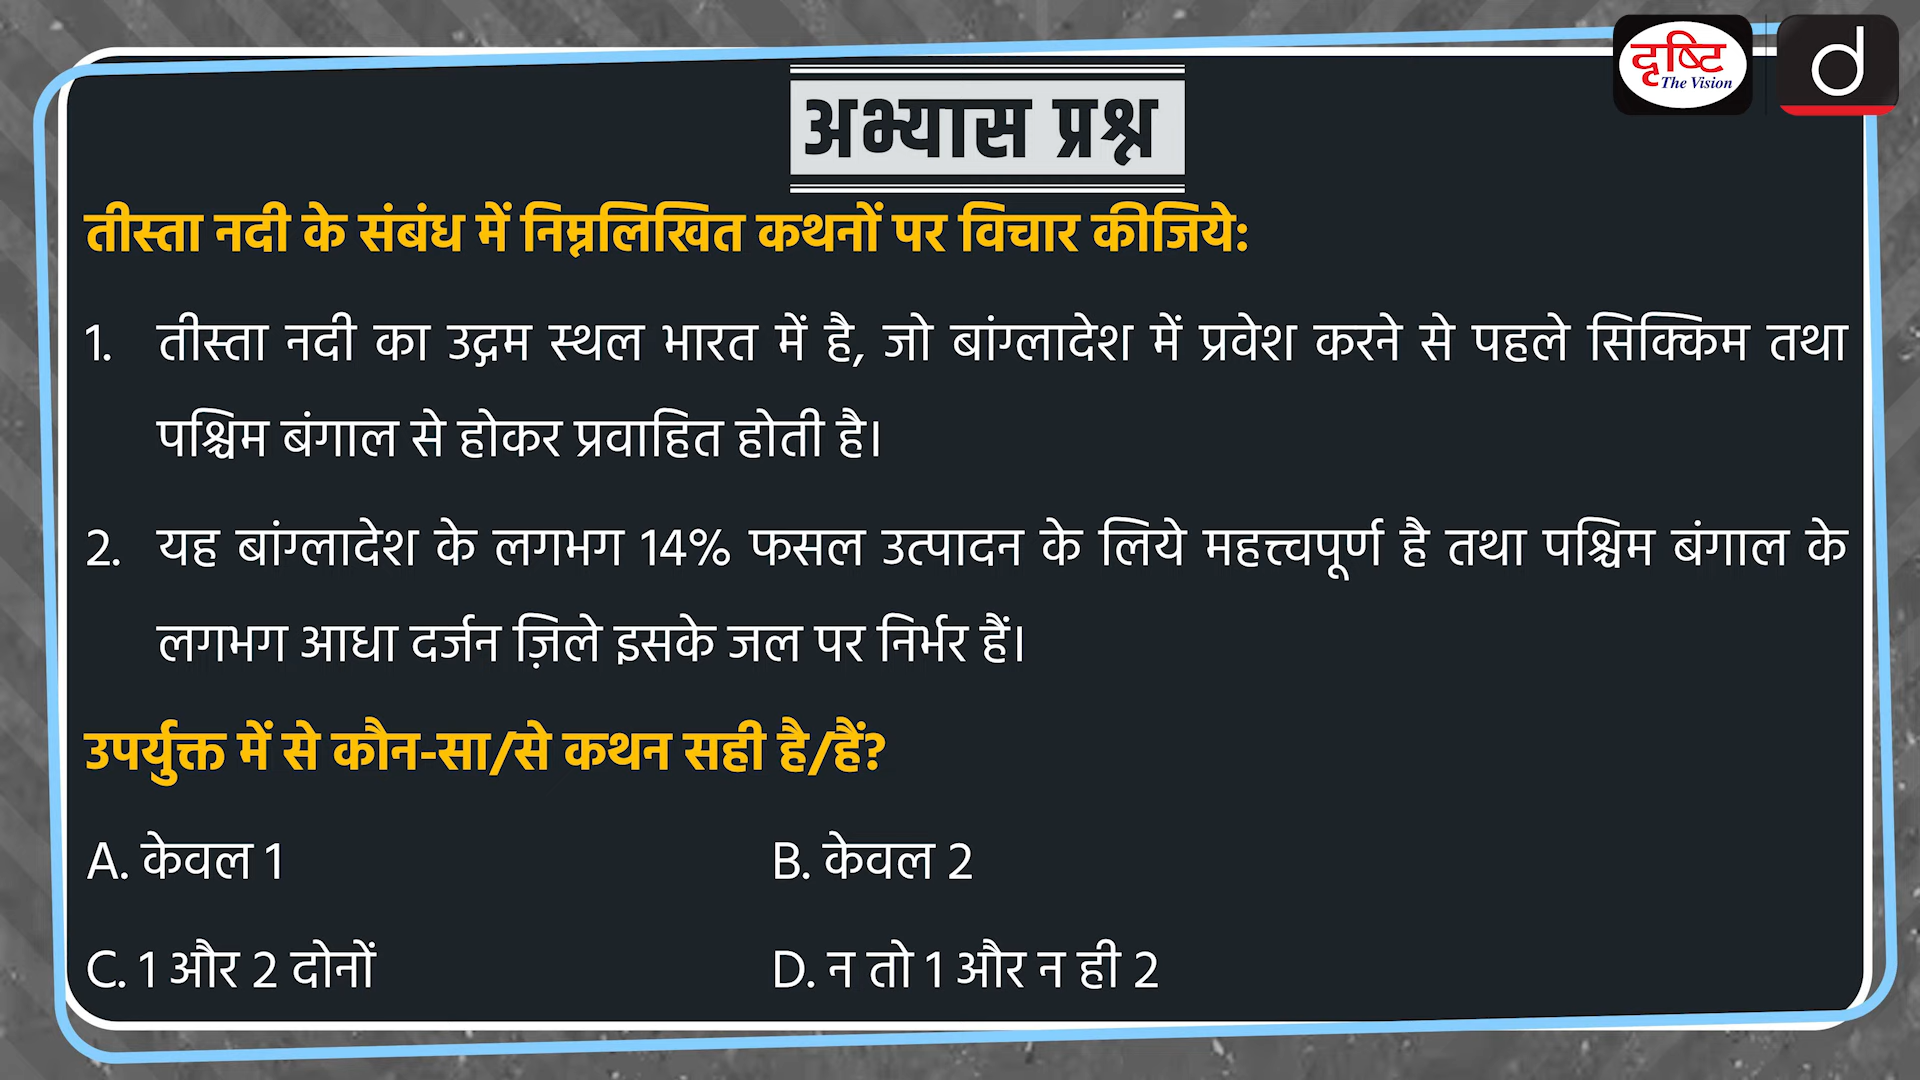 दृष्टि
The Vision
d
अभ्यास प्रश्न
तीस्ता नदी के संबंध में निम्नलिखित कथनों पर विचार कीजिये:
1. तीस्ता नदी का उद्गम स्थल भारत में है, जो बांग्लादेश में प्रवेश करने से पहले सिक्किम तथा
पश्चिम बंगाल से होकर प्रवाहित होती है।
2. यह बांग्लादेश के लगभग 14% फसल उत्पादन के लिये महत्त्वपूर्ण है तथा पश्चिम बंगाल के
लगभग आधा दर्जन ज़िले इसके जल पर निर्भर हैं।
उपर्युक्त में से कौन-सा/से कथन सही है/हैं?
A. केवल 1 B. केवल 2
C. 1 और 2 दोनों D. न तो 1 और न ही 2